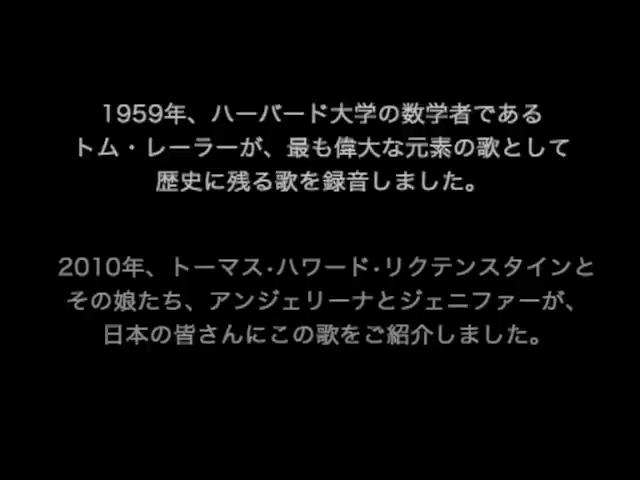 1959年、ハーバード大学の数学者である
トム・レーラーが、最も偉大な元素の歌として
歴史に残る歌を録音しました。
2010年、トーマス・ハワード・リクテンスタインと
その娘たち、アンジェリーナとジェニファーが、
日本の皆さんにこの歌をご紹介しました。